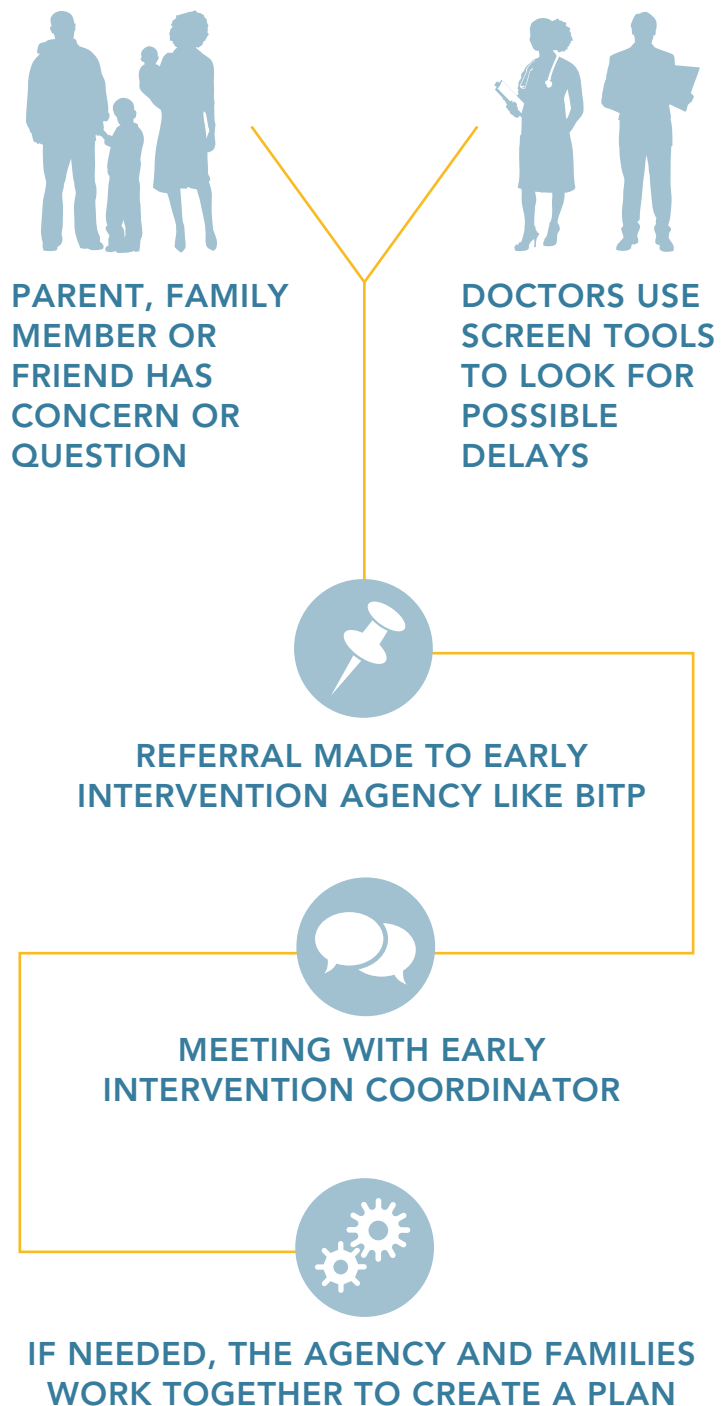 PARENT, FAMILY
MEMBER OR
FRIEND HAS
CONCERN OR
QUESTION
DOCTORS USE
SCREEN TOOLS
TO LOOK FOR
POSSIBLE
DELAYS
REFERRAL MADE TO EARLY
INTERVENTION AGENCY LIKE BITP
MEETING WITH EARLY
INTERVENTION COORDINATOR
IF NEEDED, THE AGENCY AND FAMILIES
WORK TOGETHER TO CREATE A PLAN